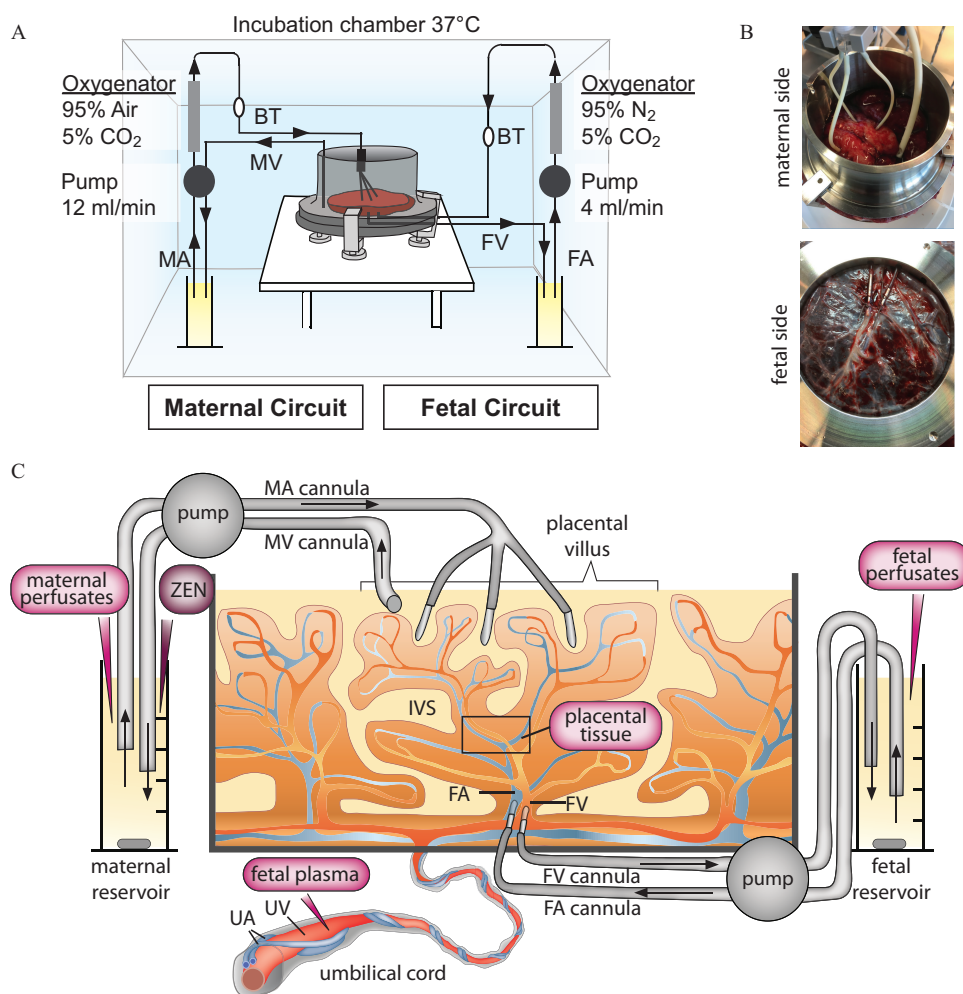 A
Incubation chamber 37°C
Oxygenator
95% Air
5% CO₂
BT
MV
Pump
12 ml/min
MA
Oxygenator
95% N₂
5% CO₂
BT
Pump
4 ml/min
FV
FA
Maternal Circuit
Fetal Circuit
B
maternal side
fetal side
C
pump
MA cannula
MV cannula
placental
villus
maternal
perfusates
ZEN
fetal
perfusates
IVS
placental
tissue
FA
FV
maternal
reservoir
fetal plasma
UV
UA
umbilical cord
FV cannula
FA cannula
pump
fetal
reservoir